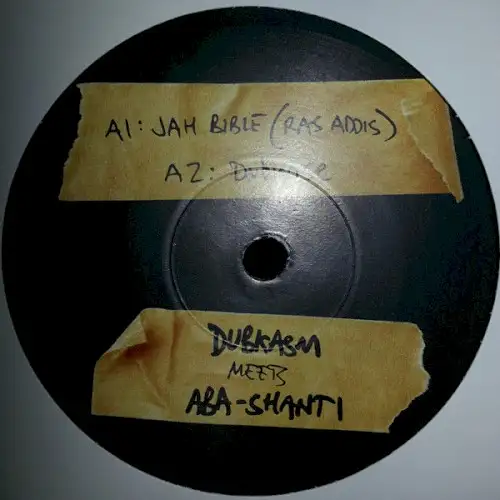 A1: JAH BIBLE (RAS ADDIS)
A2:
DUBKASM
MEETS
ABA-SHANTI